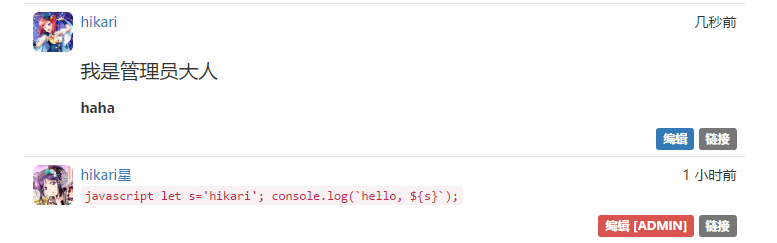 hikari 几秒前
我是管理员大人
haha
编辑 链接
hikari星 1 小时前
javascript let s='hikari'; console.log(`hello, ${s}`);
编辑 [ADMIN] 链接